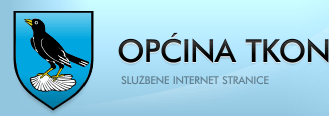 OPĆINA TKON
SLUZBENE INTERNET STRANICE